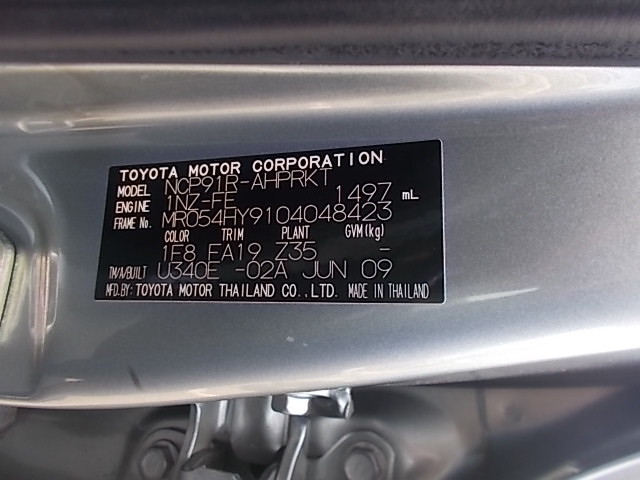 TOYOTA MOTOR CORPORATION
MODEL NCP91R-AHPRKT
ENGINE 1NZ-FE 1497 mL
FRAME No. MR054HY9104048423
COLOR TRIM PLANT GVM(kg)
1F8 FA19 Z35 -
TM/A/BUILT U340E -02A JUN 09
MFD.BY: TOYOTA MOTOR THAILAND CO.,LTD. MADE IN THAILAND